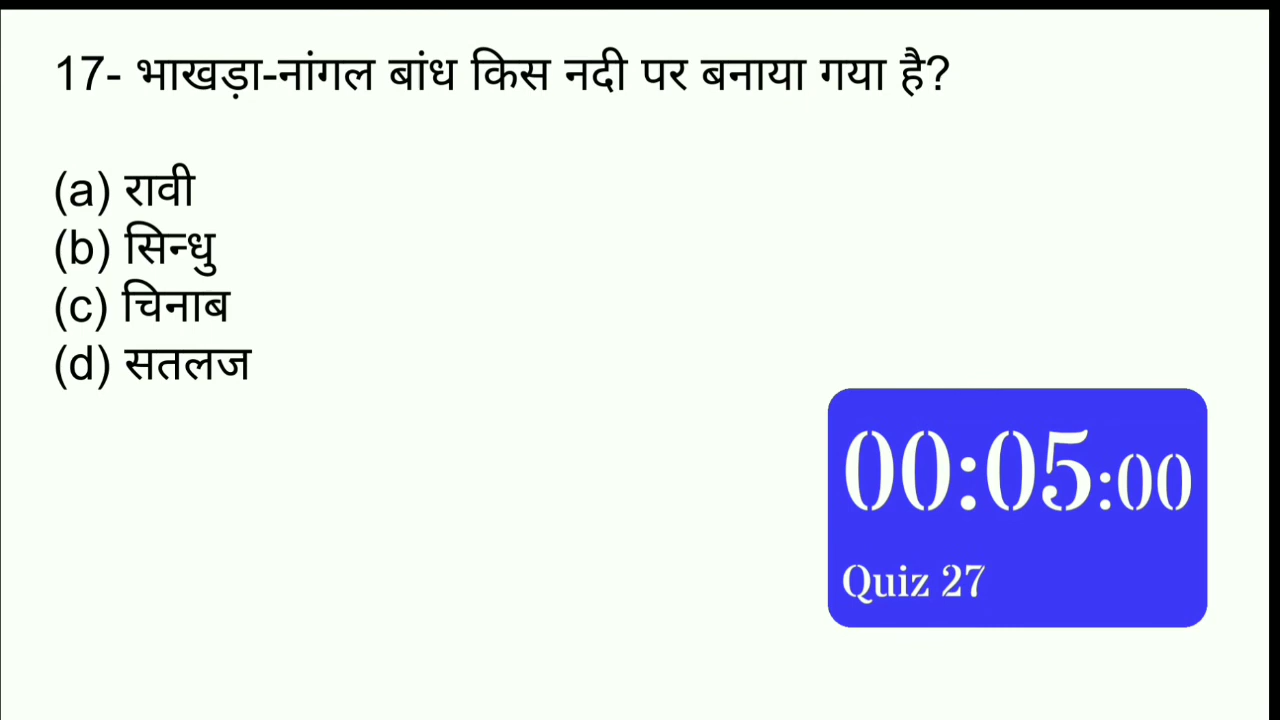 17- भाखड़ा-नांगल बांध किस नदी पर बनाया गया है?
(a) रावी
(b) सिन्धु
(c) चिनाब
(d) सतलज
00:05:00
Quiz 27